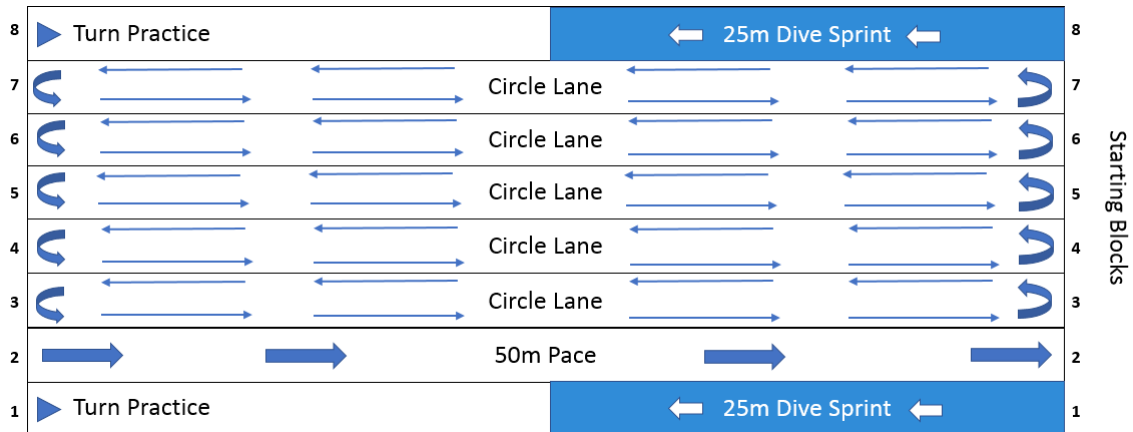 8 Turn Practice 25m Dive Sprint 8
7 Circle Lane 7
6 Circle Lane 6
5 Circle Lane 5
4 Circle Lane 4
3 Circle Lane 3
2 50m Pace 2
1 Turn Practice 25m Dive Sprint 1
Starting Blocks